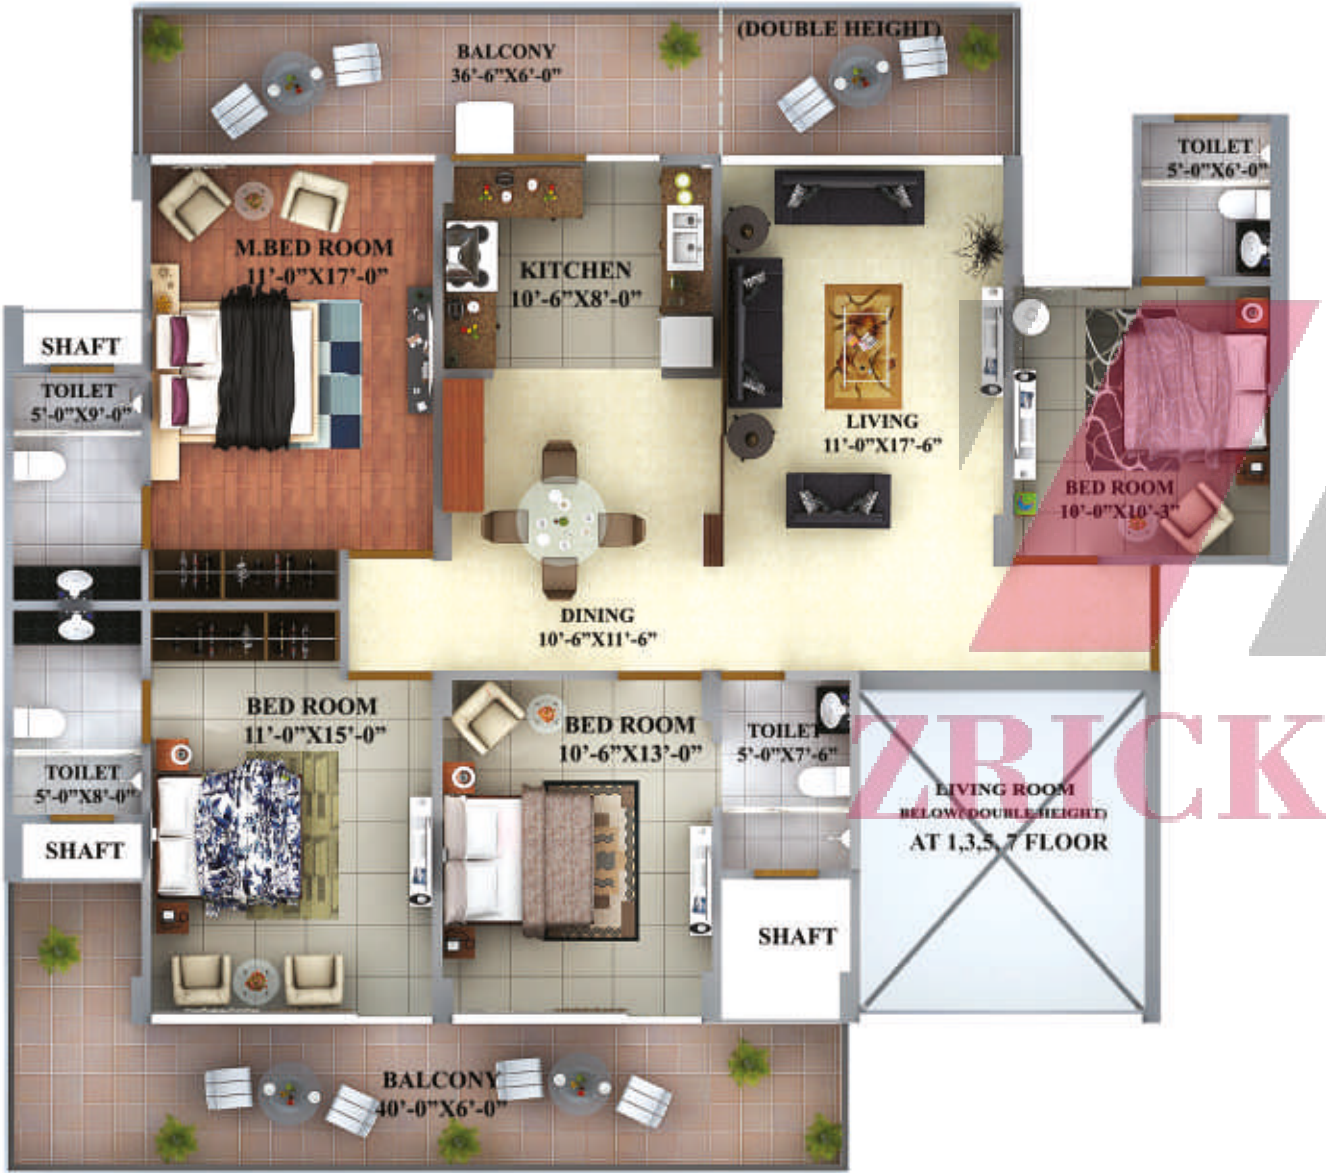 (DOUBLE HEIGHT)
BALCONY
36'-6"X6'-0"
TOILET
5'-0"X6'-0"
M.BED ROOM
11'-0"X17'-0"
KITCHEN
10'-6"X8'-0"
SHAFT
TOILET
5'-0"X9'-0"
LIVING
11'-0"X17'-6"
BED ROOM
10'-0"X10'-3"
DINING
10'-6"X11'-6"
BED ROOM
11'-0"X15'-0"
BED ROOM
10'-6"X13'-0"
TOILET
5'-0"X7'-6"
ZRICK
TOILET
5'-0"X8'-0"
LIVING ROOM
BELOW( DOUBLE HEIGHT)
AT 1,3,5, 7 FLOOR
SHAFT
SHAFT
BALCONY
40'-0"X6'-0"